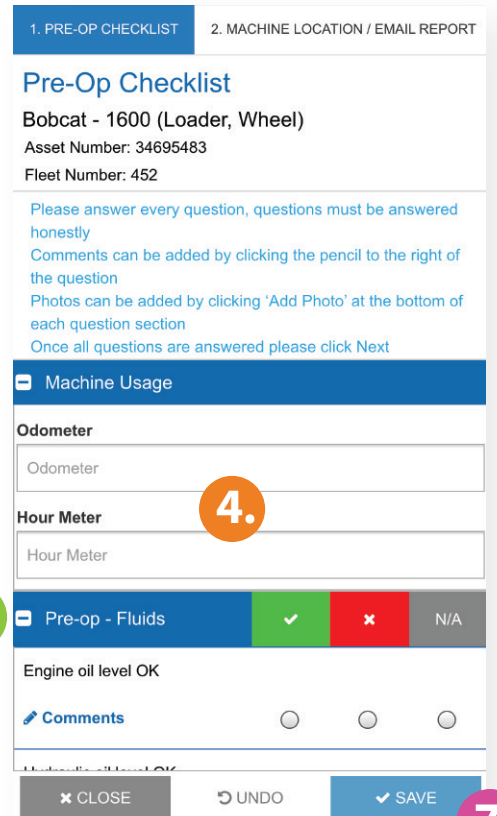 1. PRE-OP CHECKLIST 2. MACHINE LOCATION / EMAIL REPORT
Pre-Op Checklist
Bobcat - 1600 (Loader, Wheel)
Asset Number: 34695483
Fleet Number: 452
Please answer every question, questions must be answered
honestly
Comments can be added by clicking the pencil to the right of
the question
Photos can be added by clicking 'Add Photo' at the bottom of
each question section
Once all questions are answered please click Next
Machine Usage
Odometer
Odometer
4.
Hour Meter
Hour Meter
Pre-op - Fluids N/A
Engine oil level OK
Comments
Hydraulic oil level OK
CLOSE UNDO SAVE